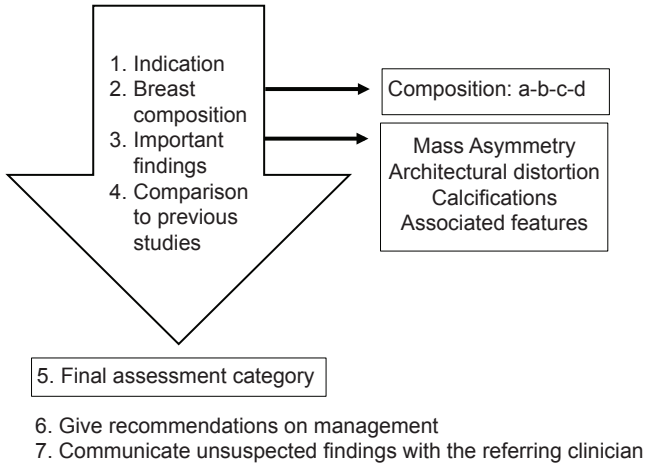 1. Indication
2. Breast
composition
3. Important
findings
4. Comparison
to previous
studies
Composition: a-b-c-d
Mass Asymmetry
Architectural distortion
Calcifications
Associated features
5. Final assessment category
6. Give recommendations on management
7. Communicate unsuspected findings with the referring clinician